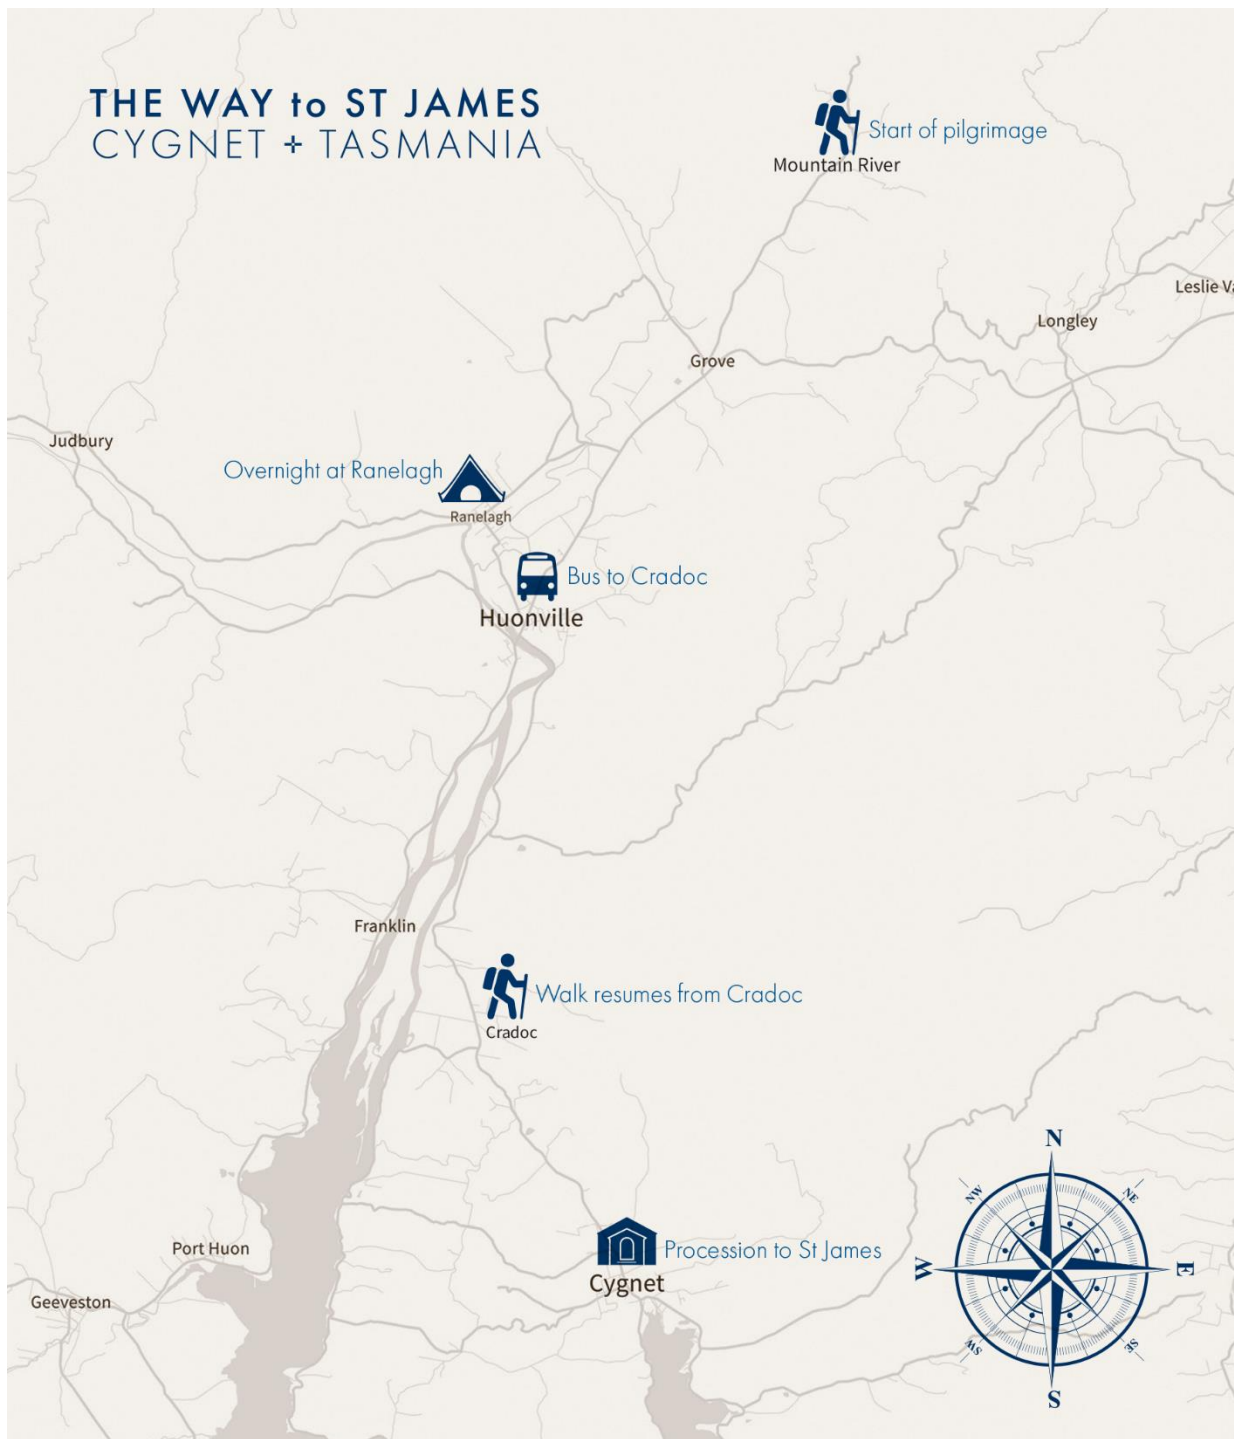 THE WAY to ST JAMES
CYGNET + TASMANIA
Start of pilgrimage
Mountain River
Leslie Va
Longley
Grove
Judbury
Overnight at Ranelagh
Ranelagh
Bus to Cradoc
Huonville
Franklin
Walk resumes from Cradoc
Cradoc
N
NW
NE
Procession to St James
Port Huon
W
E
Cygnet
Geeveston
SW
SE
S